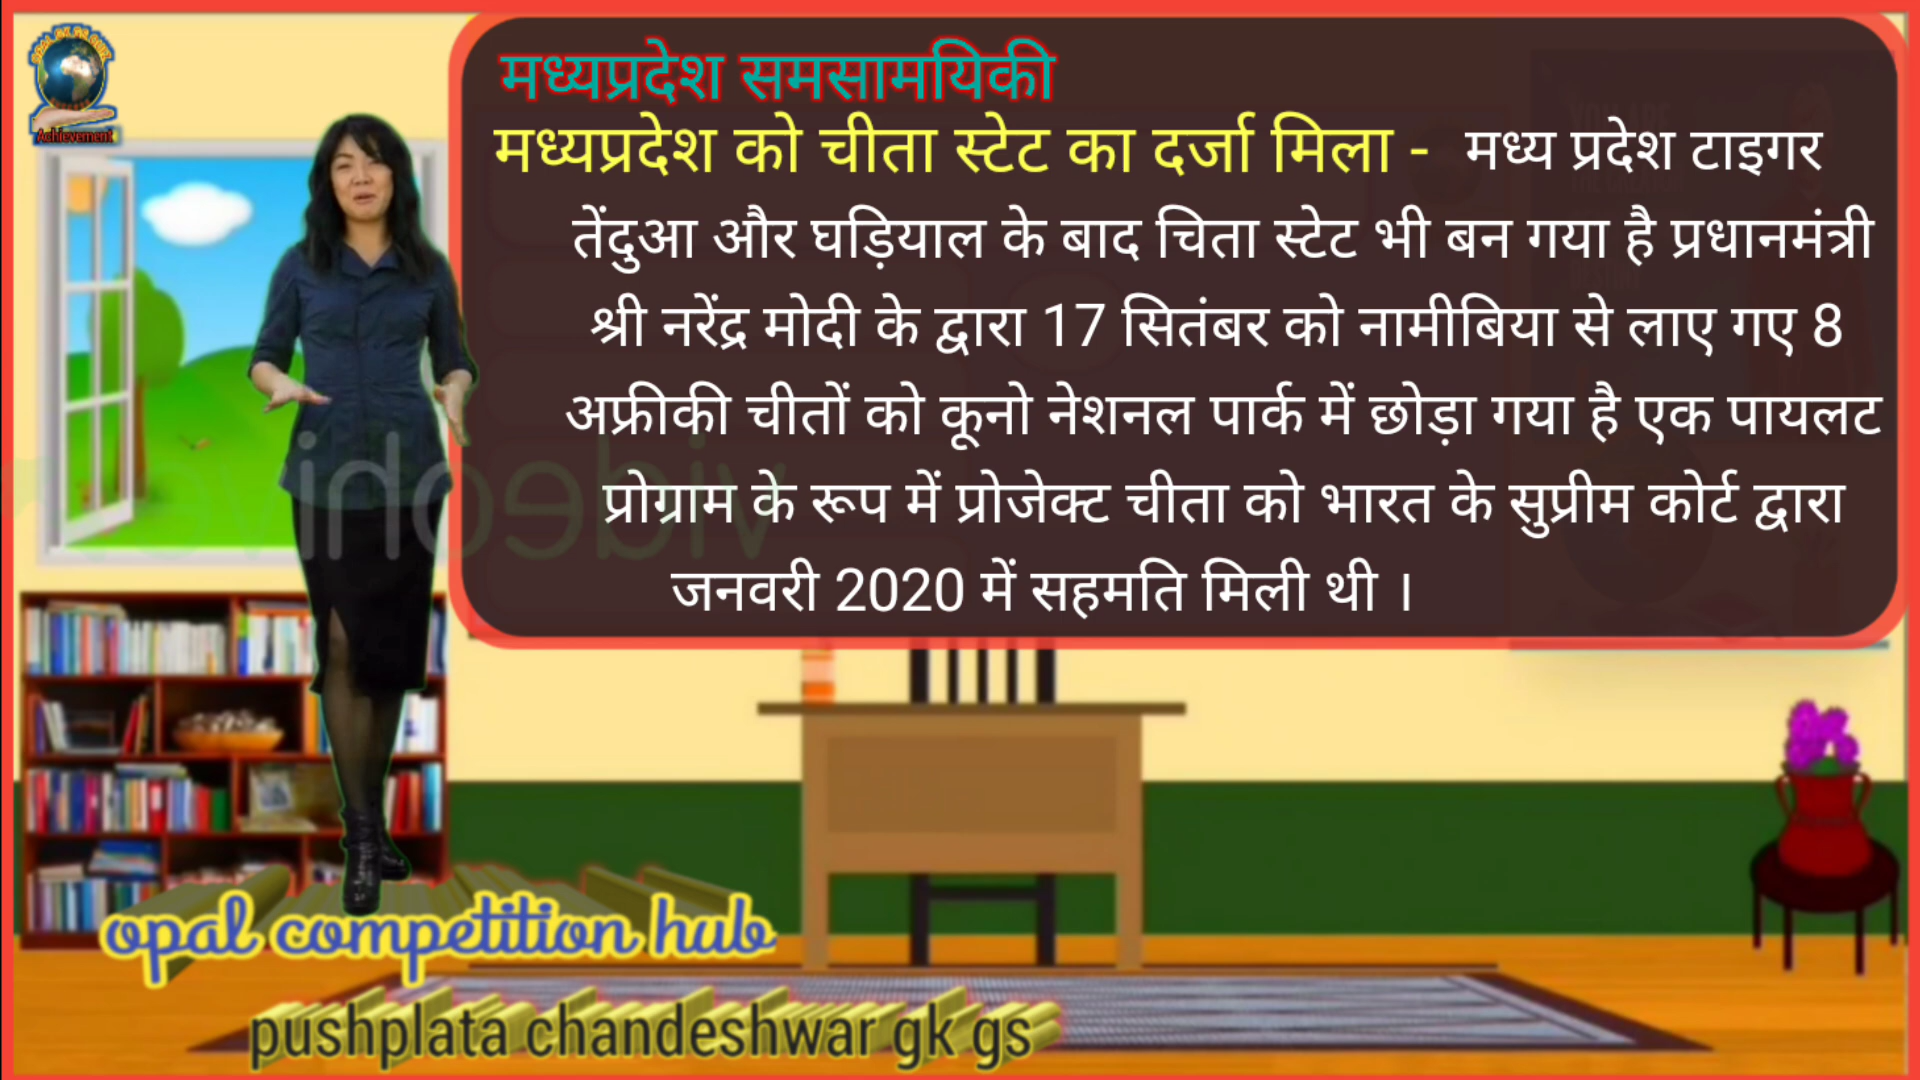 Achievement
मध्यप्रदेश समसामयिकी
मध्यप्रदेश को चीता स्टेट का दर्जा मिला - मध्य प्रदेश टाइगर
तेंदुआ और घड़ियाल के बाद चिता स्टेट भी बन गया है प्रधानमंत्री
श्री नरेंद्र मोदी के द्वारा 17 सितंबर को नामीबिया से लाए गए 8
अफ्रीकी चीतों को कूनो नेशनल पार्क में छोड़ा गया है एक पायलट
प्रोग्राम के रूप में प्रोजेक्ट चीता को भारत के सुप्रीम कोर्ट द्वारा
जनवरी 2020 में सहमति मिली थी ।
opal competition hub
pushplata chandeshwar gk gs